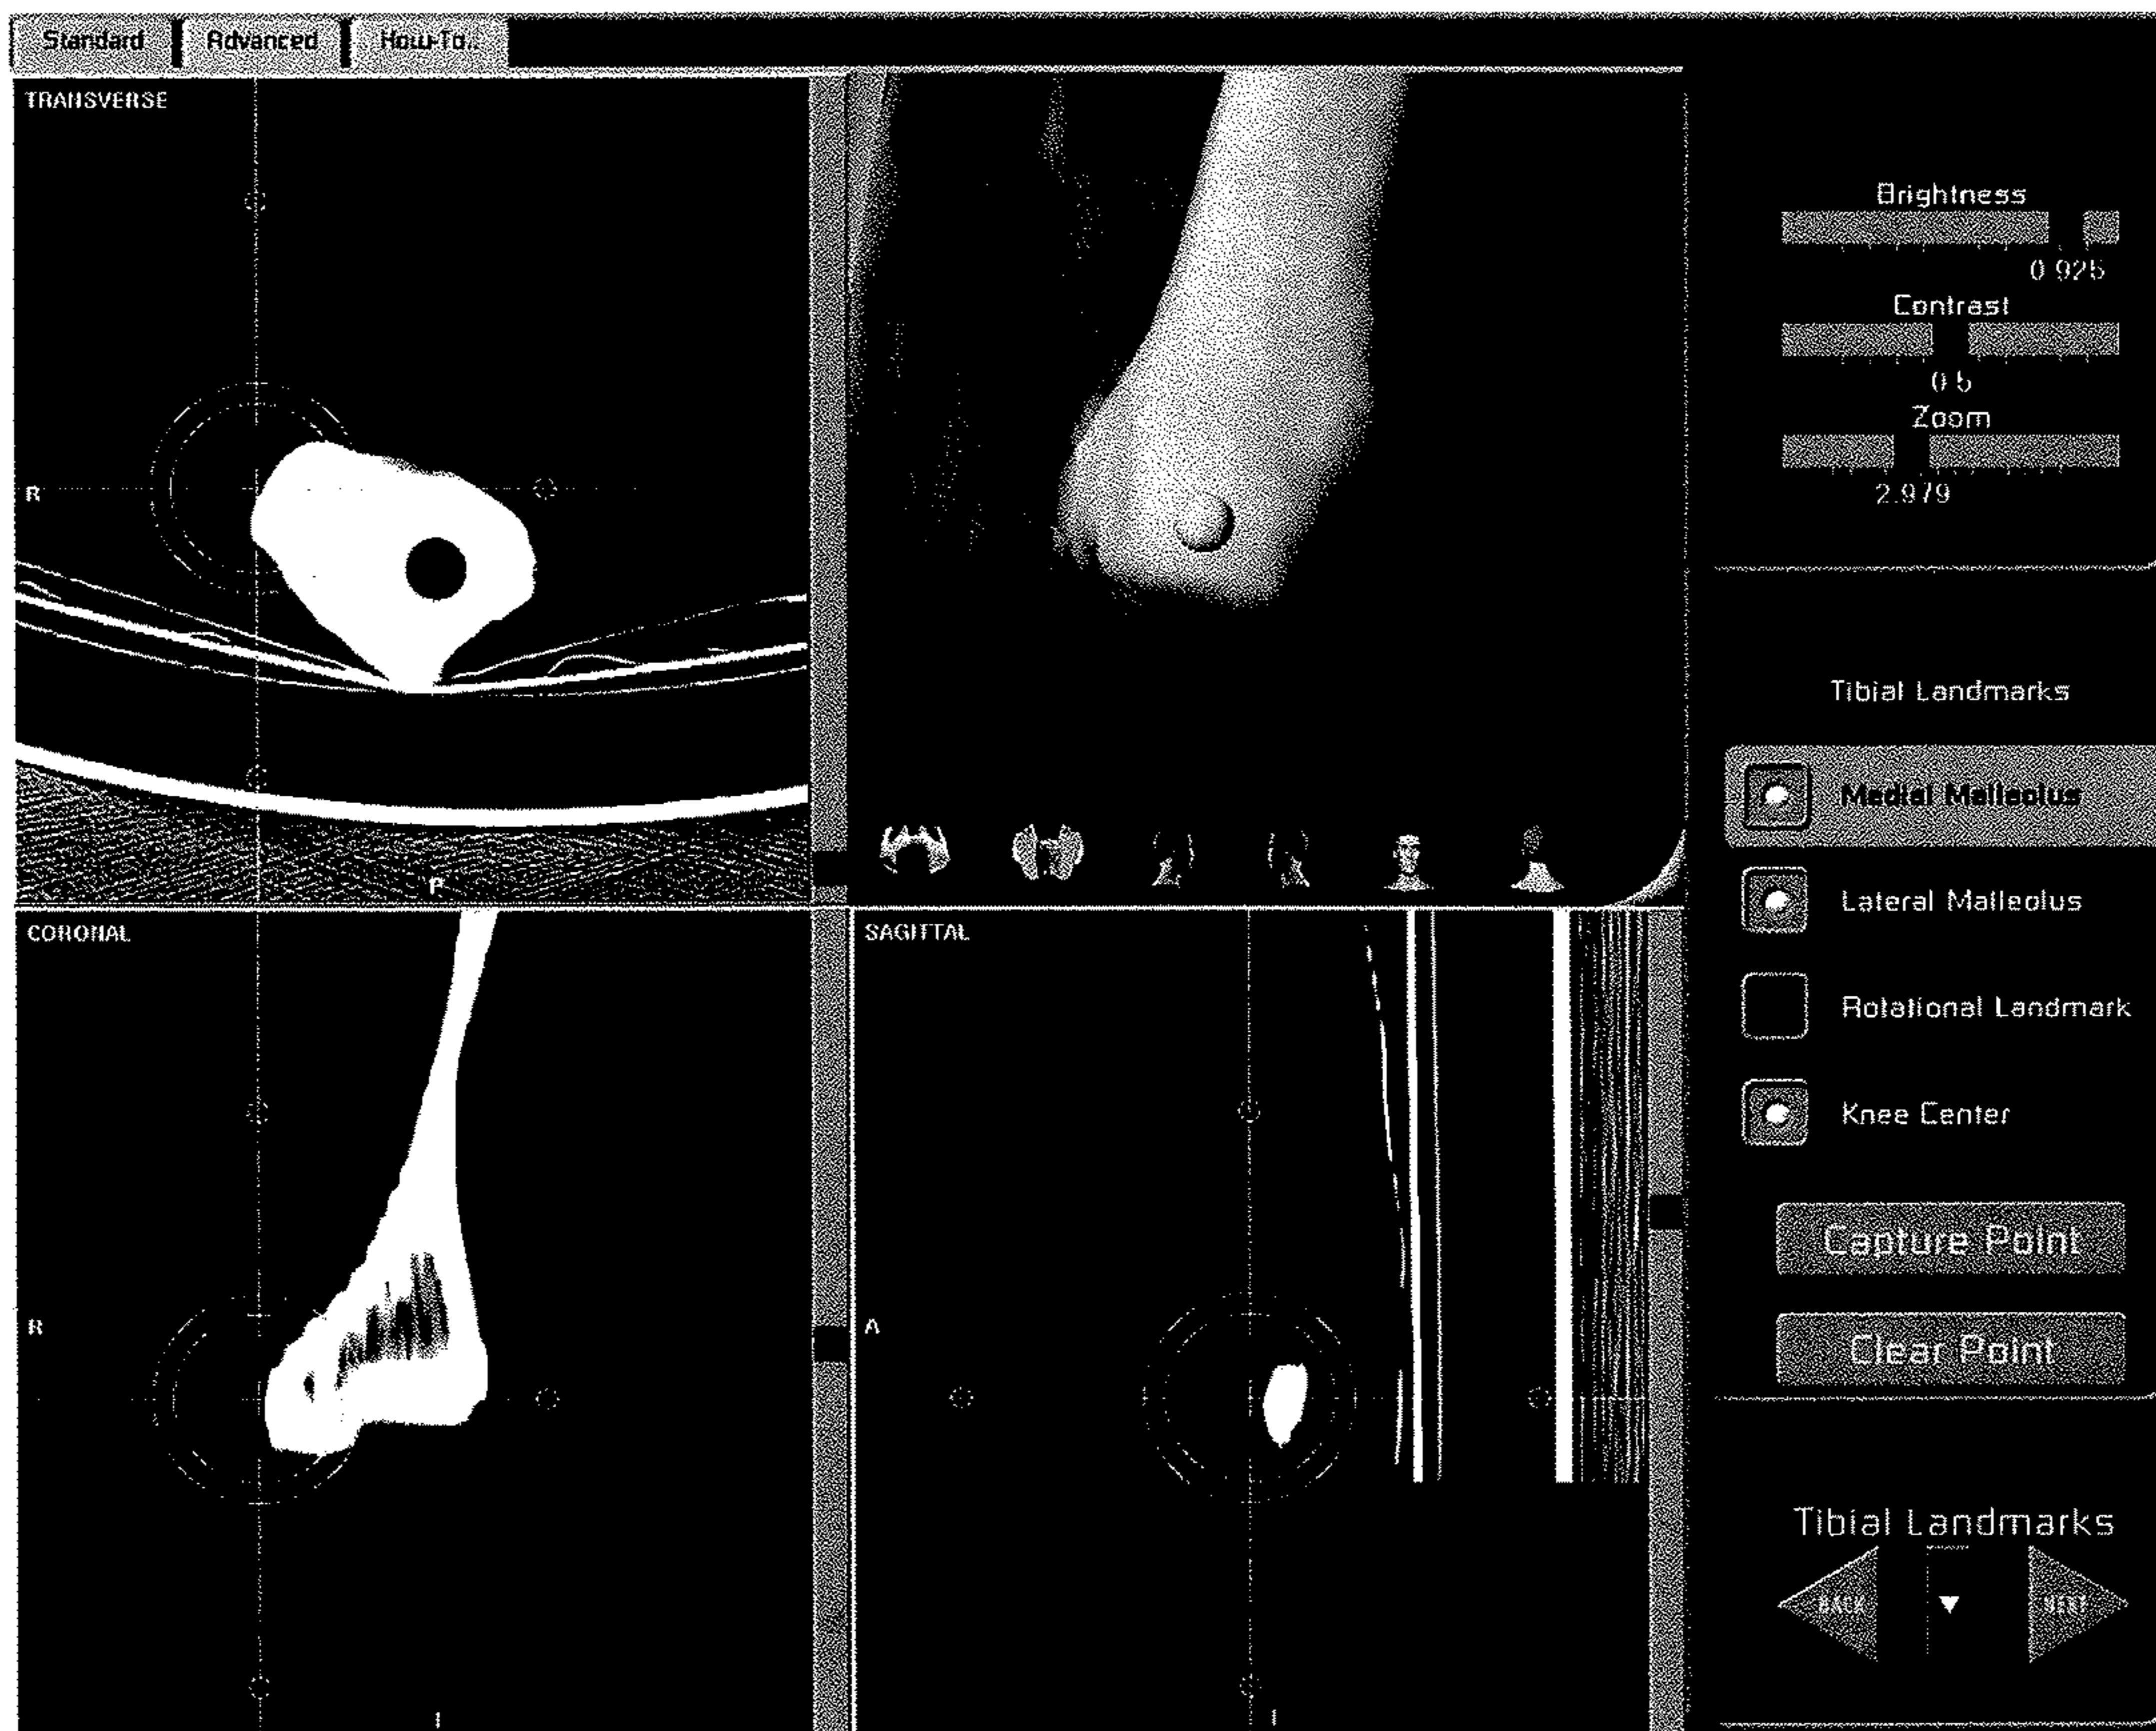 Standard Advanced How-To..
TRANSVERSE
R
P
Brightness
0.925
Contrast
0.5
Zoom
2.979
Tibial Landmarks
Medial Malleolus
Lateral Malleolus
Rotational Landmark
Knee Center
Capture Point
Clear Point
CORONAL
R
I
SAGITTAL
A
I
Tibial Landmarks
BACK NEXT